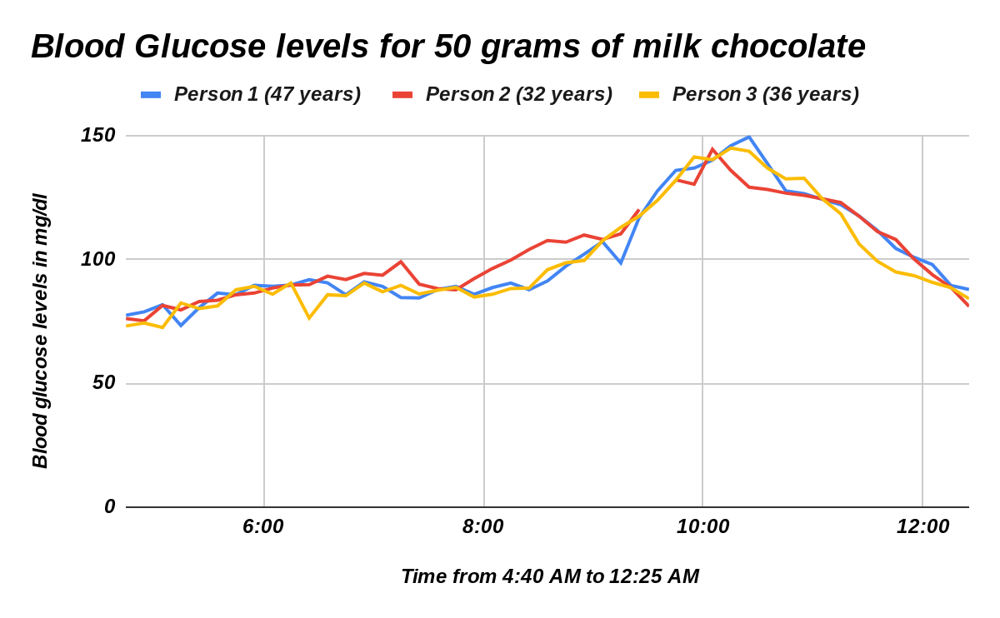 Blood Glucose levels for 50 grams of milk chocolate
Person 1 (47 years)
Person 2 (32 years)
Person 3 (36 years)
Blood glucose levels in mg/dl
150
100
50
0
6:00
8:00
10:00
12:00
Time from 4:40 AM to 12:25 AM